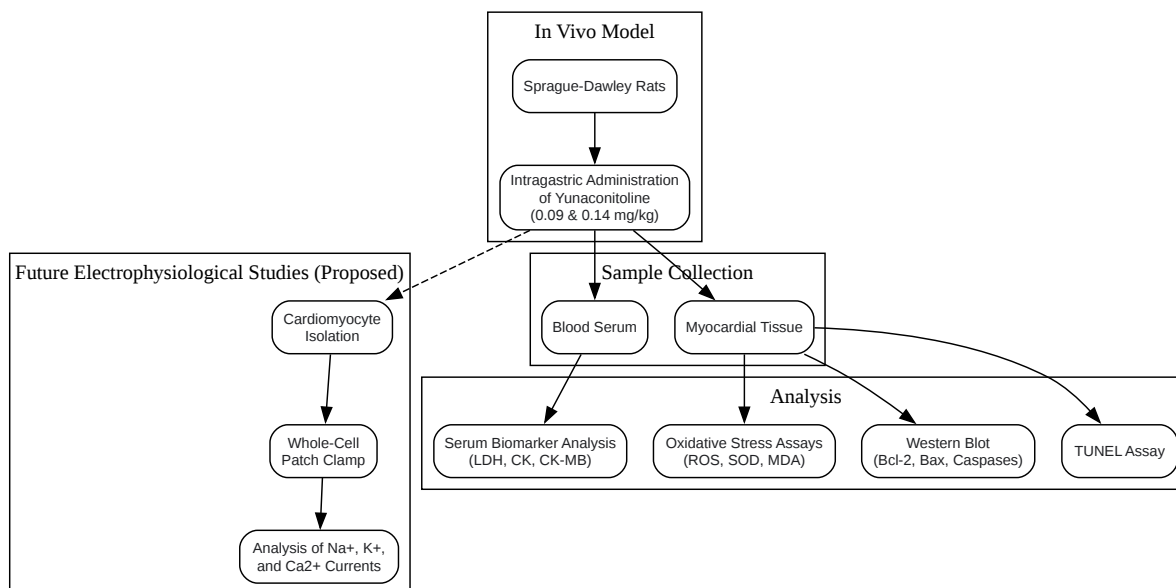 In Vivo Model
Sprague-Dawley Rats
Intragastric Administration
of Yunaconitoline
(0.09 & 0.14 mg/kg)
Future Electrophysiological Studies (Proposed)
Cardiomyocyte
Isolation
Whole-Cell
Patch Clamp
Analysis of Na+, K+,
and Ca2+ Currents
Sample Collection
Blood Serum
Myocardial Tissue
Analysis
Serum Biomarker Analysis
(LDH, CK, CK-MB)
Oxidative Stress Assays
(ROS, SOD, MDA)
Western Blot
(Bcl-2, Bax, Caspases)
TUNEL Assay